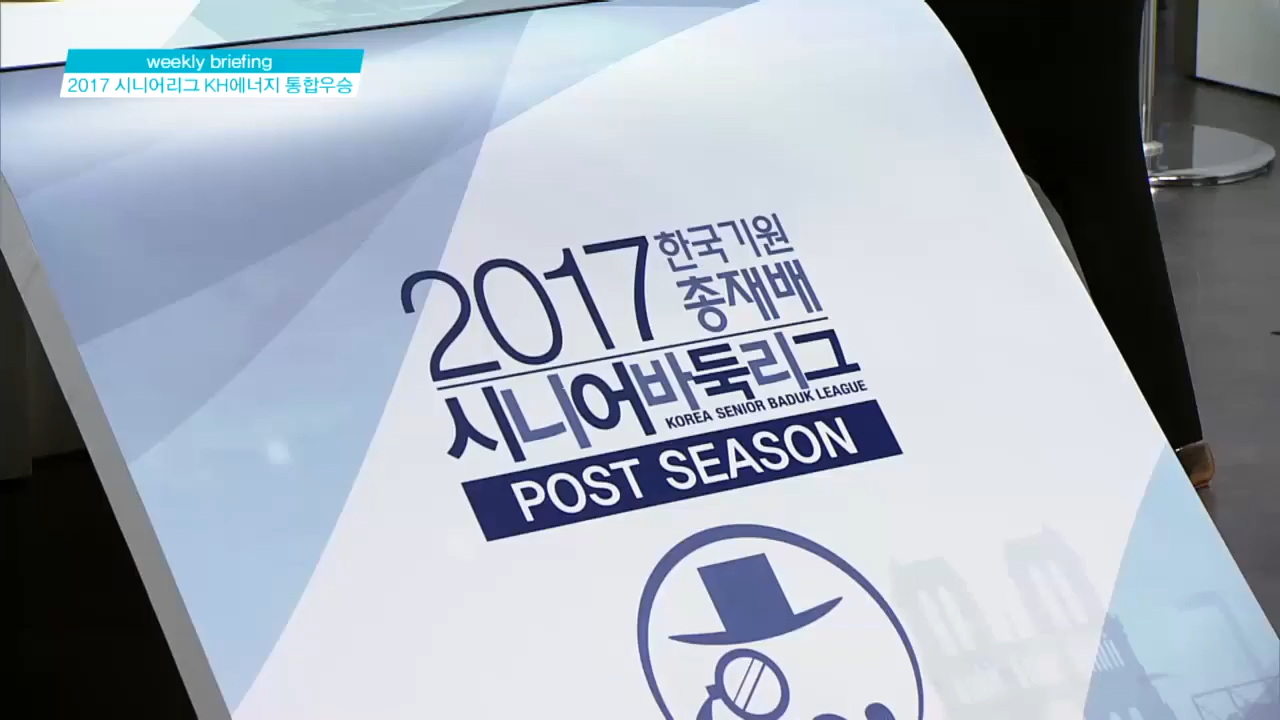 weekly briefing
2017 시니어리그 KH에너지 통합우승
2017 한국기원
총재배
시니어바둑리그
KOREA SENIOR BADUK LEAGUE
POST SEASON